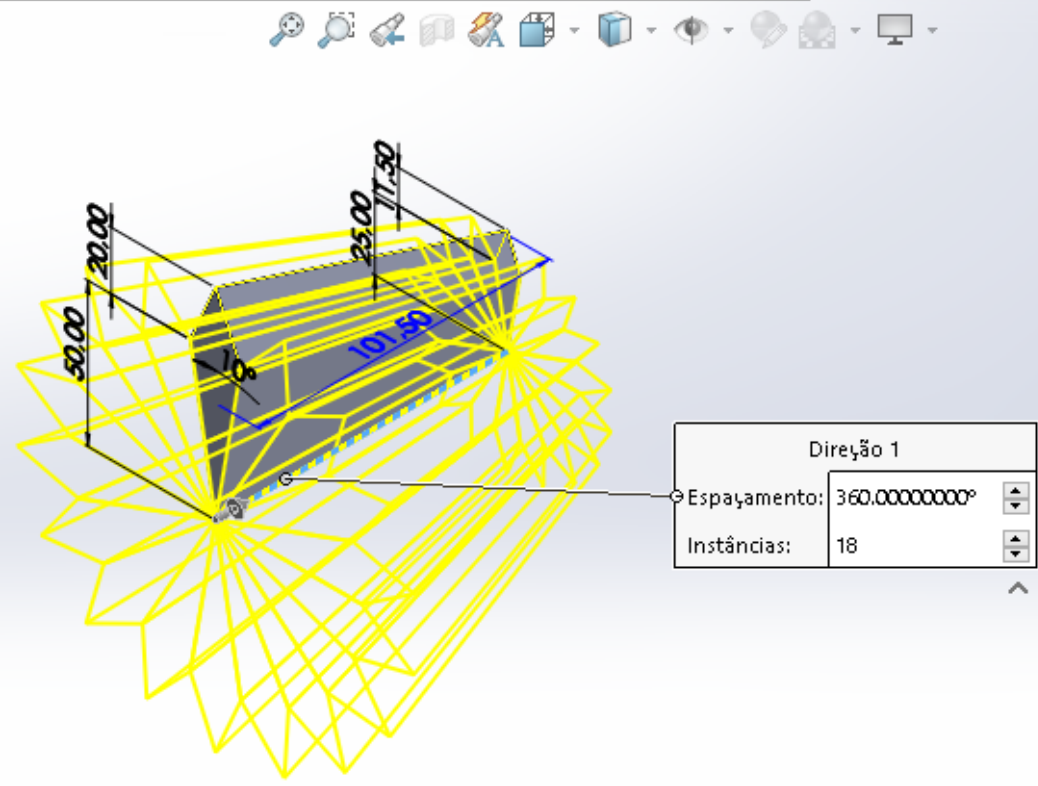 11,50
20,00
25,00
50,00
101,50
10°
Direção 1
Espaçamento: 360.00000000°
Instâncias: 18